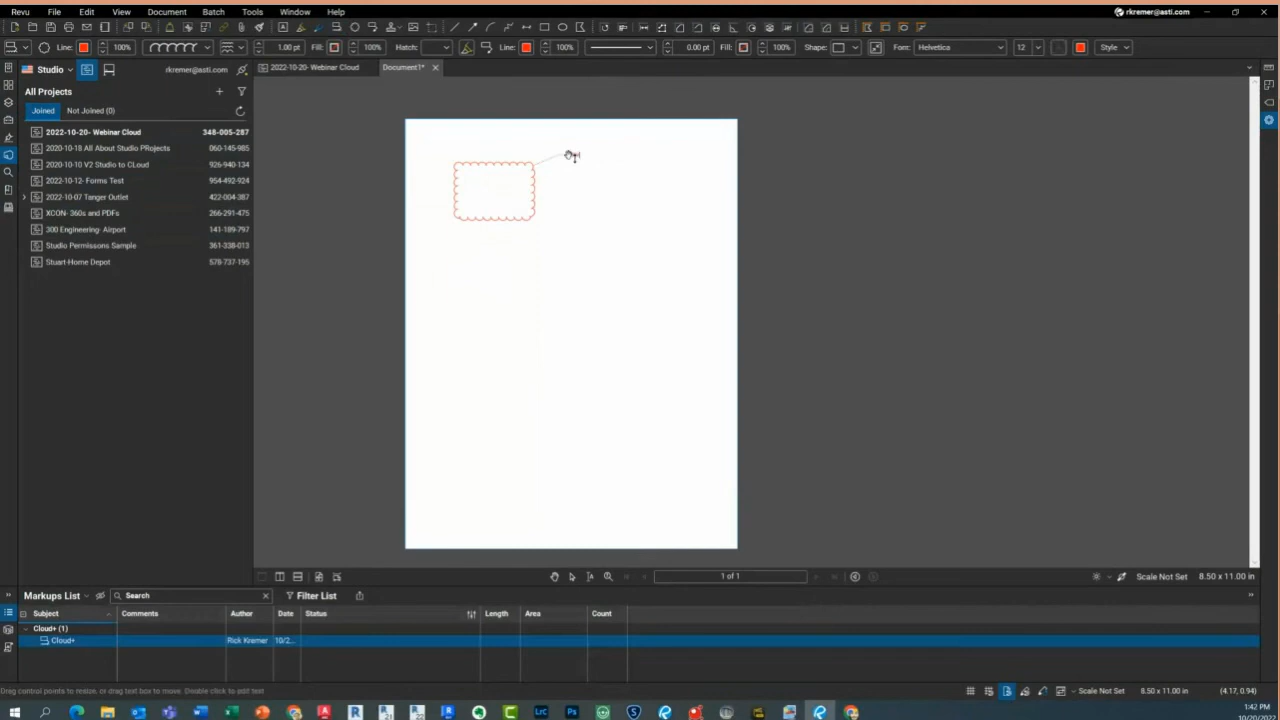 Revu File Edit View Document Batch Tools Window Help rkremer@asti.com
Line: 100% 1.00 pt Fill: 100% Hatch: Line: 100% 0.00 pt Fill: 100% Shape: Font: Helvetica 12 Style
Studio rkremer@asti.com 2022-10-20- Webinar Cloud Document1*
All Projects
Joined Not Joined (0)
2022-10-20- Webinar Cloud 348-005-287
2020-10-18 All About Studio PRojects 060-145-985
2020-10-10 V2 Studio to CLoud 926-940-134
2022-10-12- Forms Test 954-492-924
2022-10-07 Tanger Outlet 422-004-387
XCON- 360s and PDFs 266-291-475
300 Engineering- Airport 141-189-797
Studio Permissons Sample 361-338-013
Stuart-Home Depot 578-737-195
1 of 1 Scale Not Set 8.50 x 11.00 in
Markups List Search Filter List
Subject Comments Author Date Status Length Area Count
Cloud+ (1)
Cloud+ Rick Kremer 10/2...
Drag control points to resize, or drag text box to move. Double click to edit text Scale Not Set 8.50 x 11.00 in (4.17, 0.94)
1:42 PM
10/20/2022